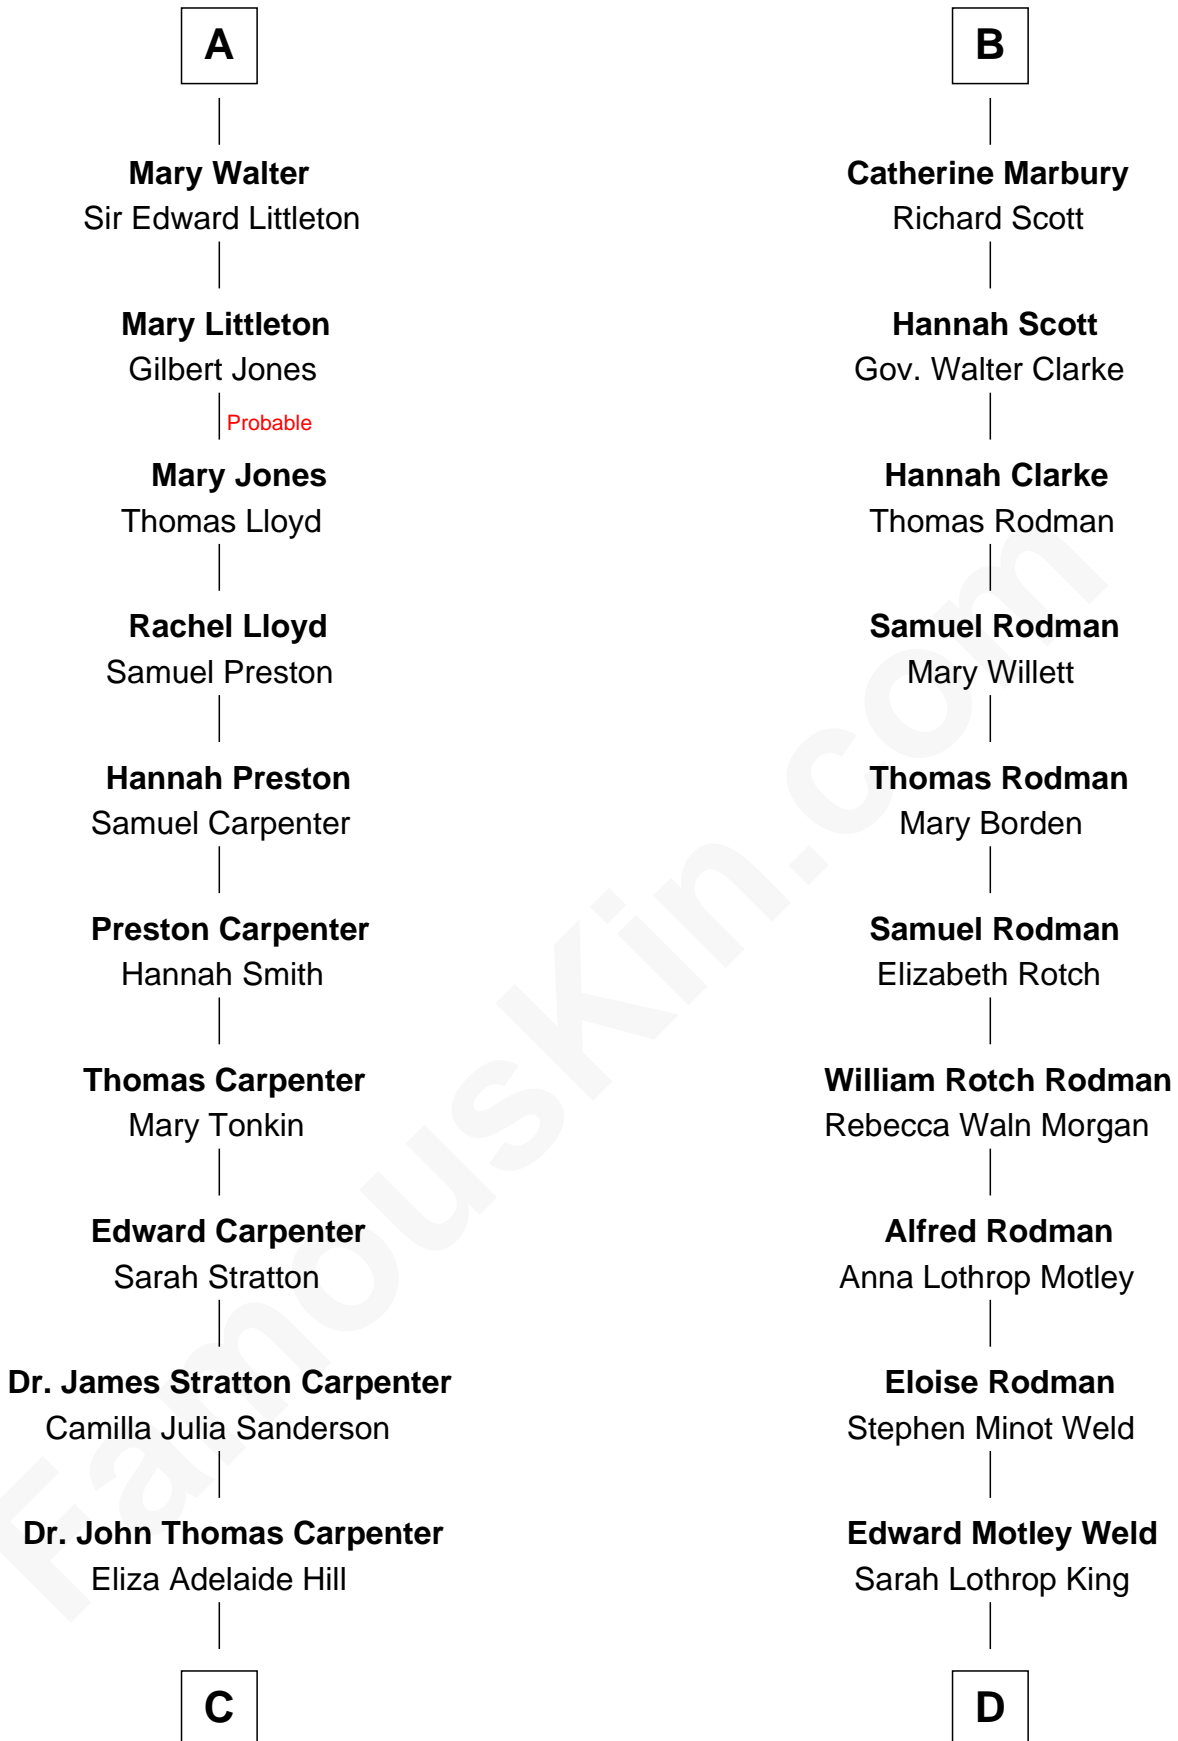 A
Mary Walter
Sir Edward Littleton
Mary Littleton
Gilbert Jones
Probable
Mary Jones
Thomas Lloyd
Rachel Lloyd
Samuel Preston
Hannah Preston
Samuel Carpenter
Preston Carpenter
Hannah Smith
Thomas Carpenter
Mary Tonkin
Edward Carpenter
Sarah Stratton
Dr. James Stratton Carpenter
Camilla Julia Sanderson
Dr. John Thomas Carpenter
Eliza Adelaide Hill
C
B
Catherine Marbury
Richard Scott
Hannah Scott
Gov. Walter Clarke
Hannah Clarke
Thomas Rodman
Samuel Rodman
Mary Willett
Thomas Rodman
Mary Borden
Samuel Rodman
Elizabeth Rotch
William Rotch Rodman
Rebecca Waln Morgan
Alfred Rodman
Anna Lothrop Motley
Eloise Rodman
Stephen Minot Weld
Edward Motley Weld
Sarah Lothrop King
D
FamousKin.com